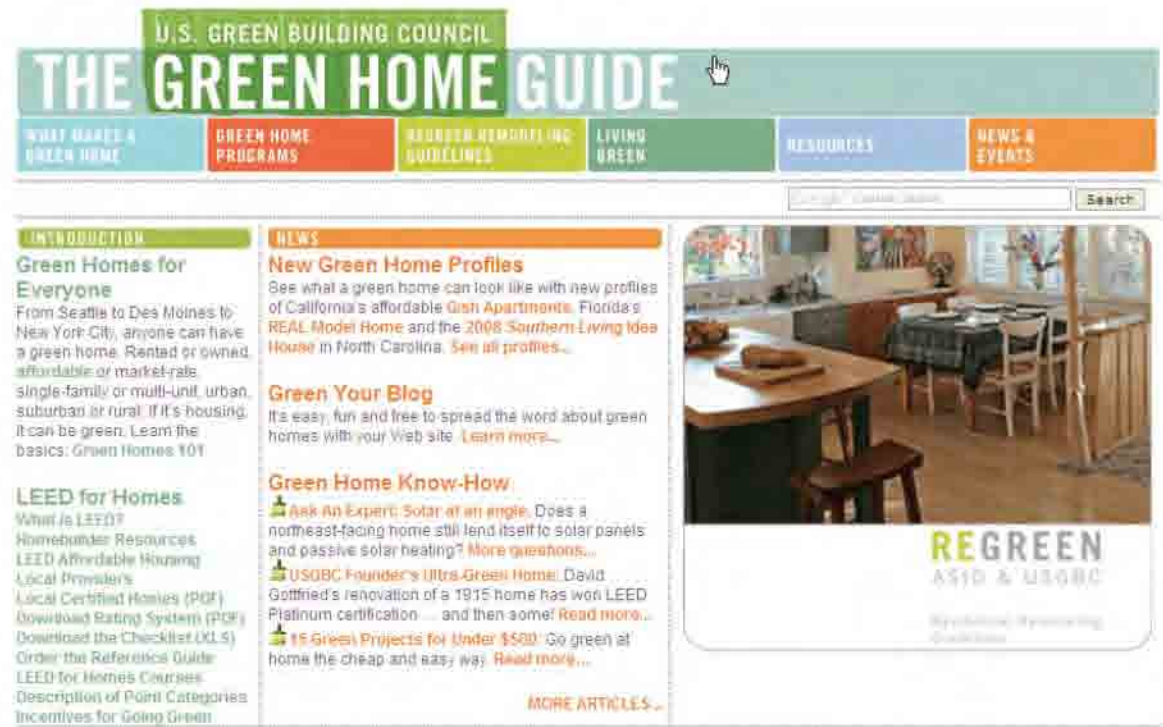 U.S. GREEN BUILDING COUNCIL
THE GREEN HOME GUIDE
WHAT MAKES A
GREEN HOME
GREEN HOME
PROGRAMS
REGREEN REMODELING
GUIDELINES
LIVING
GREEN
RESOURCES
NEWS &
EVENTS
Search
INTRODUCTION
Green Homes for
Everyone
From Seattle to Des Moines to
New York City, anyone can have
a green home. Rented or owned,
affordable or market-rate,
single-family or multi-unit, urban,
suburban or rural. If it's housing,
it can be green. Learn the
basics: Green Homes 101
LEED for Homes
What is LEED?
Homebuilder Resources
LEED Affordable Housing
Local Providers
Local Certified Homes (PDF)
Download Rating System (PDF)
Download the Checklist (XLS)
Order the Reference Guide
LEED for Homes Courses
Description of Point Categories
Incentives for Going Green
NEWS
New Green Home Profiles
See what a green home can look like with new profiles
of California's affordable Gish Apartments, Florida's
REAL Model Home and the 2008 Southern Living Idea
House in North Carolina. See all profiles...
Green Your Blog
It's easy, fun and free to spread the word about green
homes with your Web site. Learn more...
Green Home Know-How
Ask An Expert: Solar at an angle. Does a
northeast-facing home still lend itself to solar panels
and passive solar heating? More questions...
USGBC Founder's Ultra-Green Home: David
Gottfried's renovation of a 1915 home has won LEED
Platinum certification ... and then some! Read more...
15 Green Projects for Under $500: Go green at
home the cheap and easy way. Read more...
MORE ARTICLES...
REGREEN
ASID & USGBC